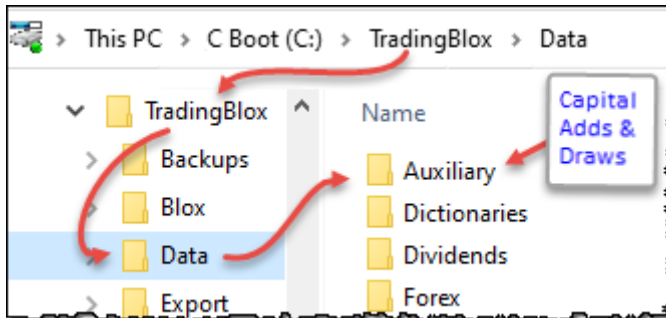 This PC > C Boot (C:) > TradingBlox > Data
TradingBlox
Backups
Blox
Data
Export
Name
Auxiliary
Dictionaries
Dividends
Forex
Capital
Adds &
Draws